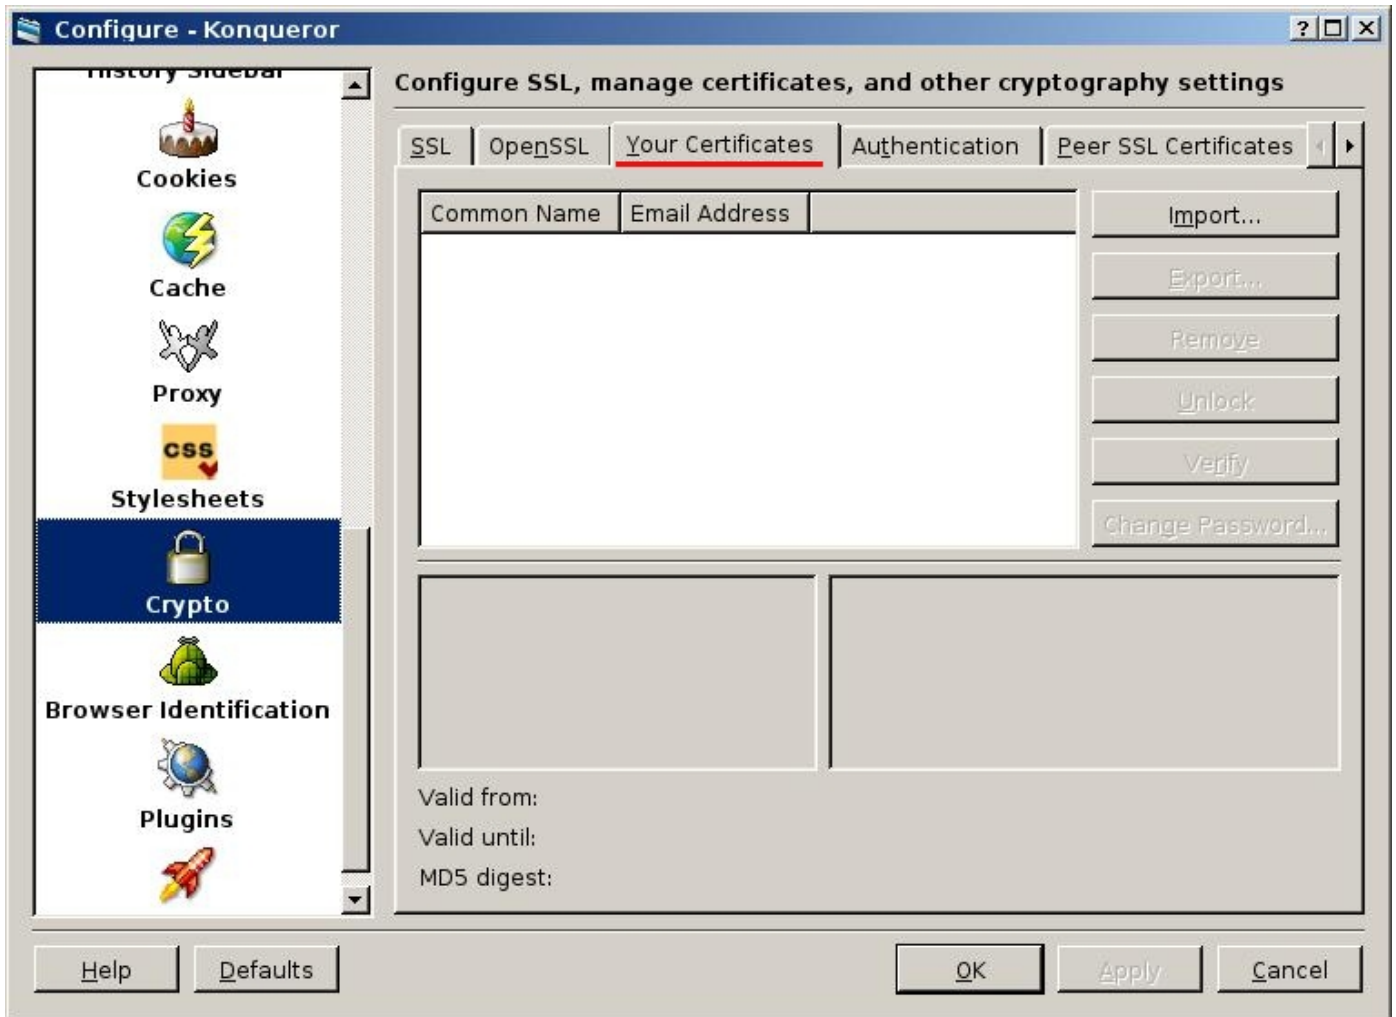 Configure - Konqueror
History Sidebar
Cookies
Cache
Proxy
css
Stylesheets
Crypto
Browser Identification
Plugins
Configure SSL, manage certificates, and other cryptography settings
SSL
OpenSSL
Your Certificates
Authentication
Peer SSL Certificates
Common Name
Email Address
Import...
Export...
Remove
Unlock
Verify
Change Password...
Valid from:
Valid until:
MD5 digest:
Help
Defaults
OK
Apply
Cancel